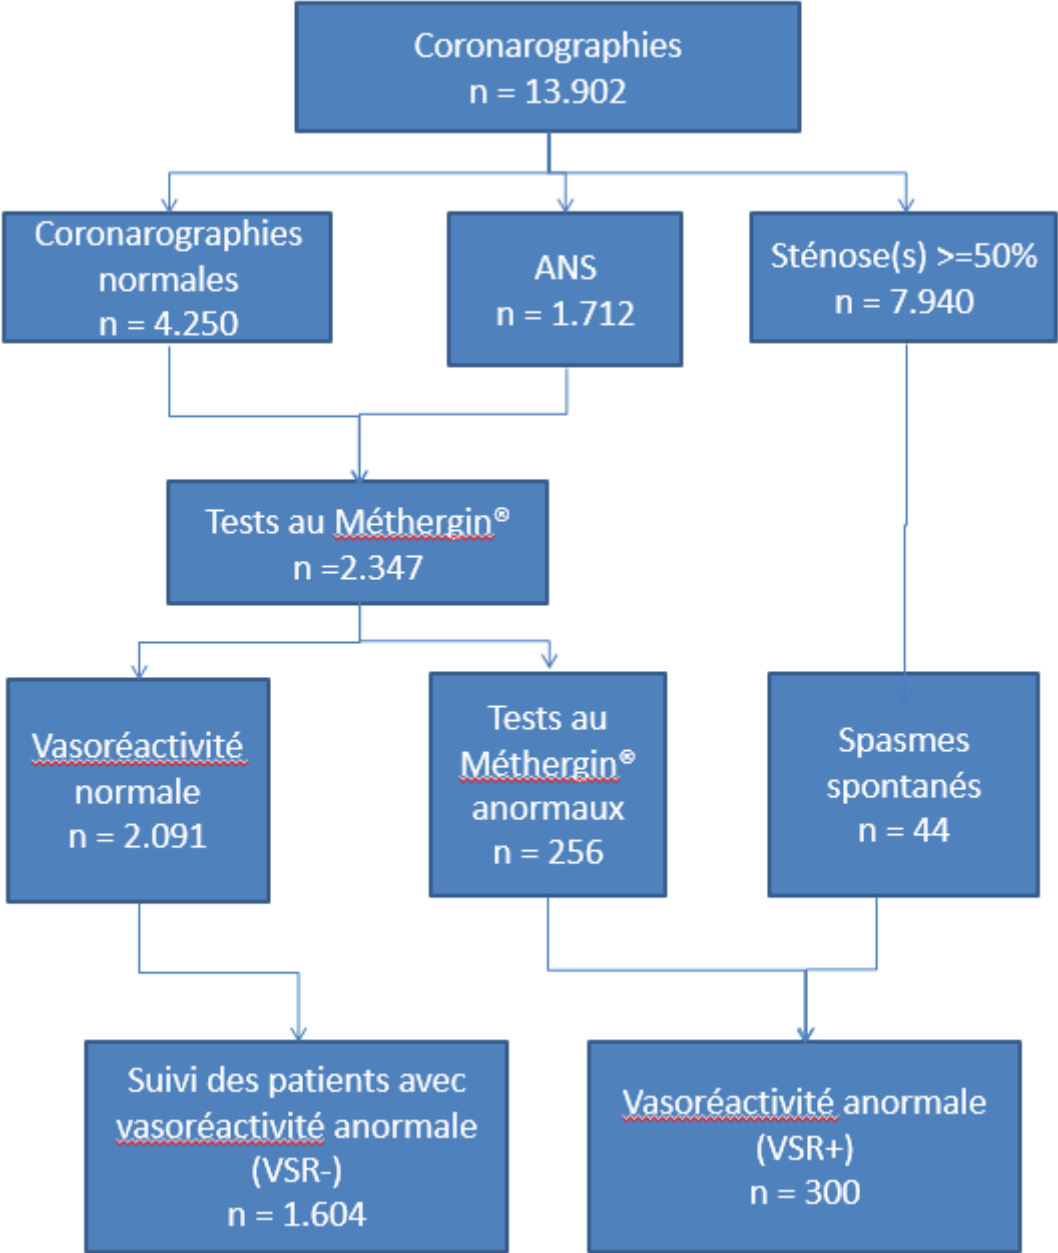 Coronarographies
n = 13.902
Coronarographies
normales
n = 4.250
ANS
n = 1.712
Sténose(s) >=50%
n = 7.940
Tests au Méthergin®
n =2.347
Vasoréactivité
normale
n = 2.091
Tests au
Méthergin®
anormaux
n = 256
Spasmes
spontanés
n = 44
Suivi des patients avec
vasoréactivité anormale
(VSR-)
n = 1.604
Vasoréactivité anormale
(VSR+)
n = 300